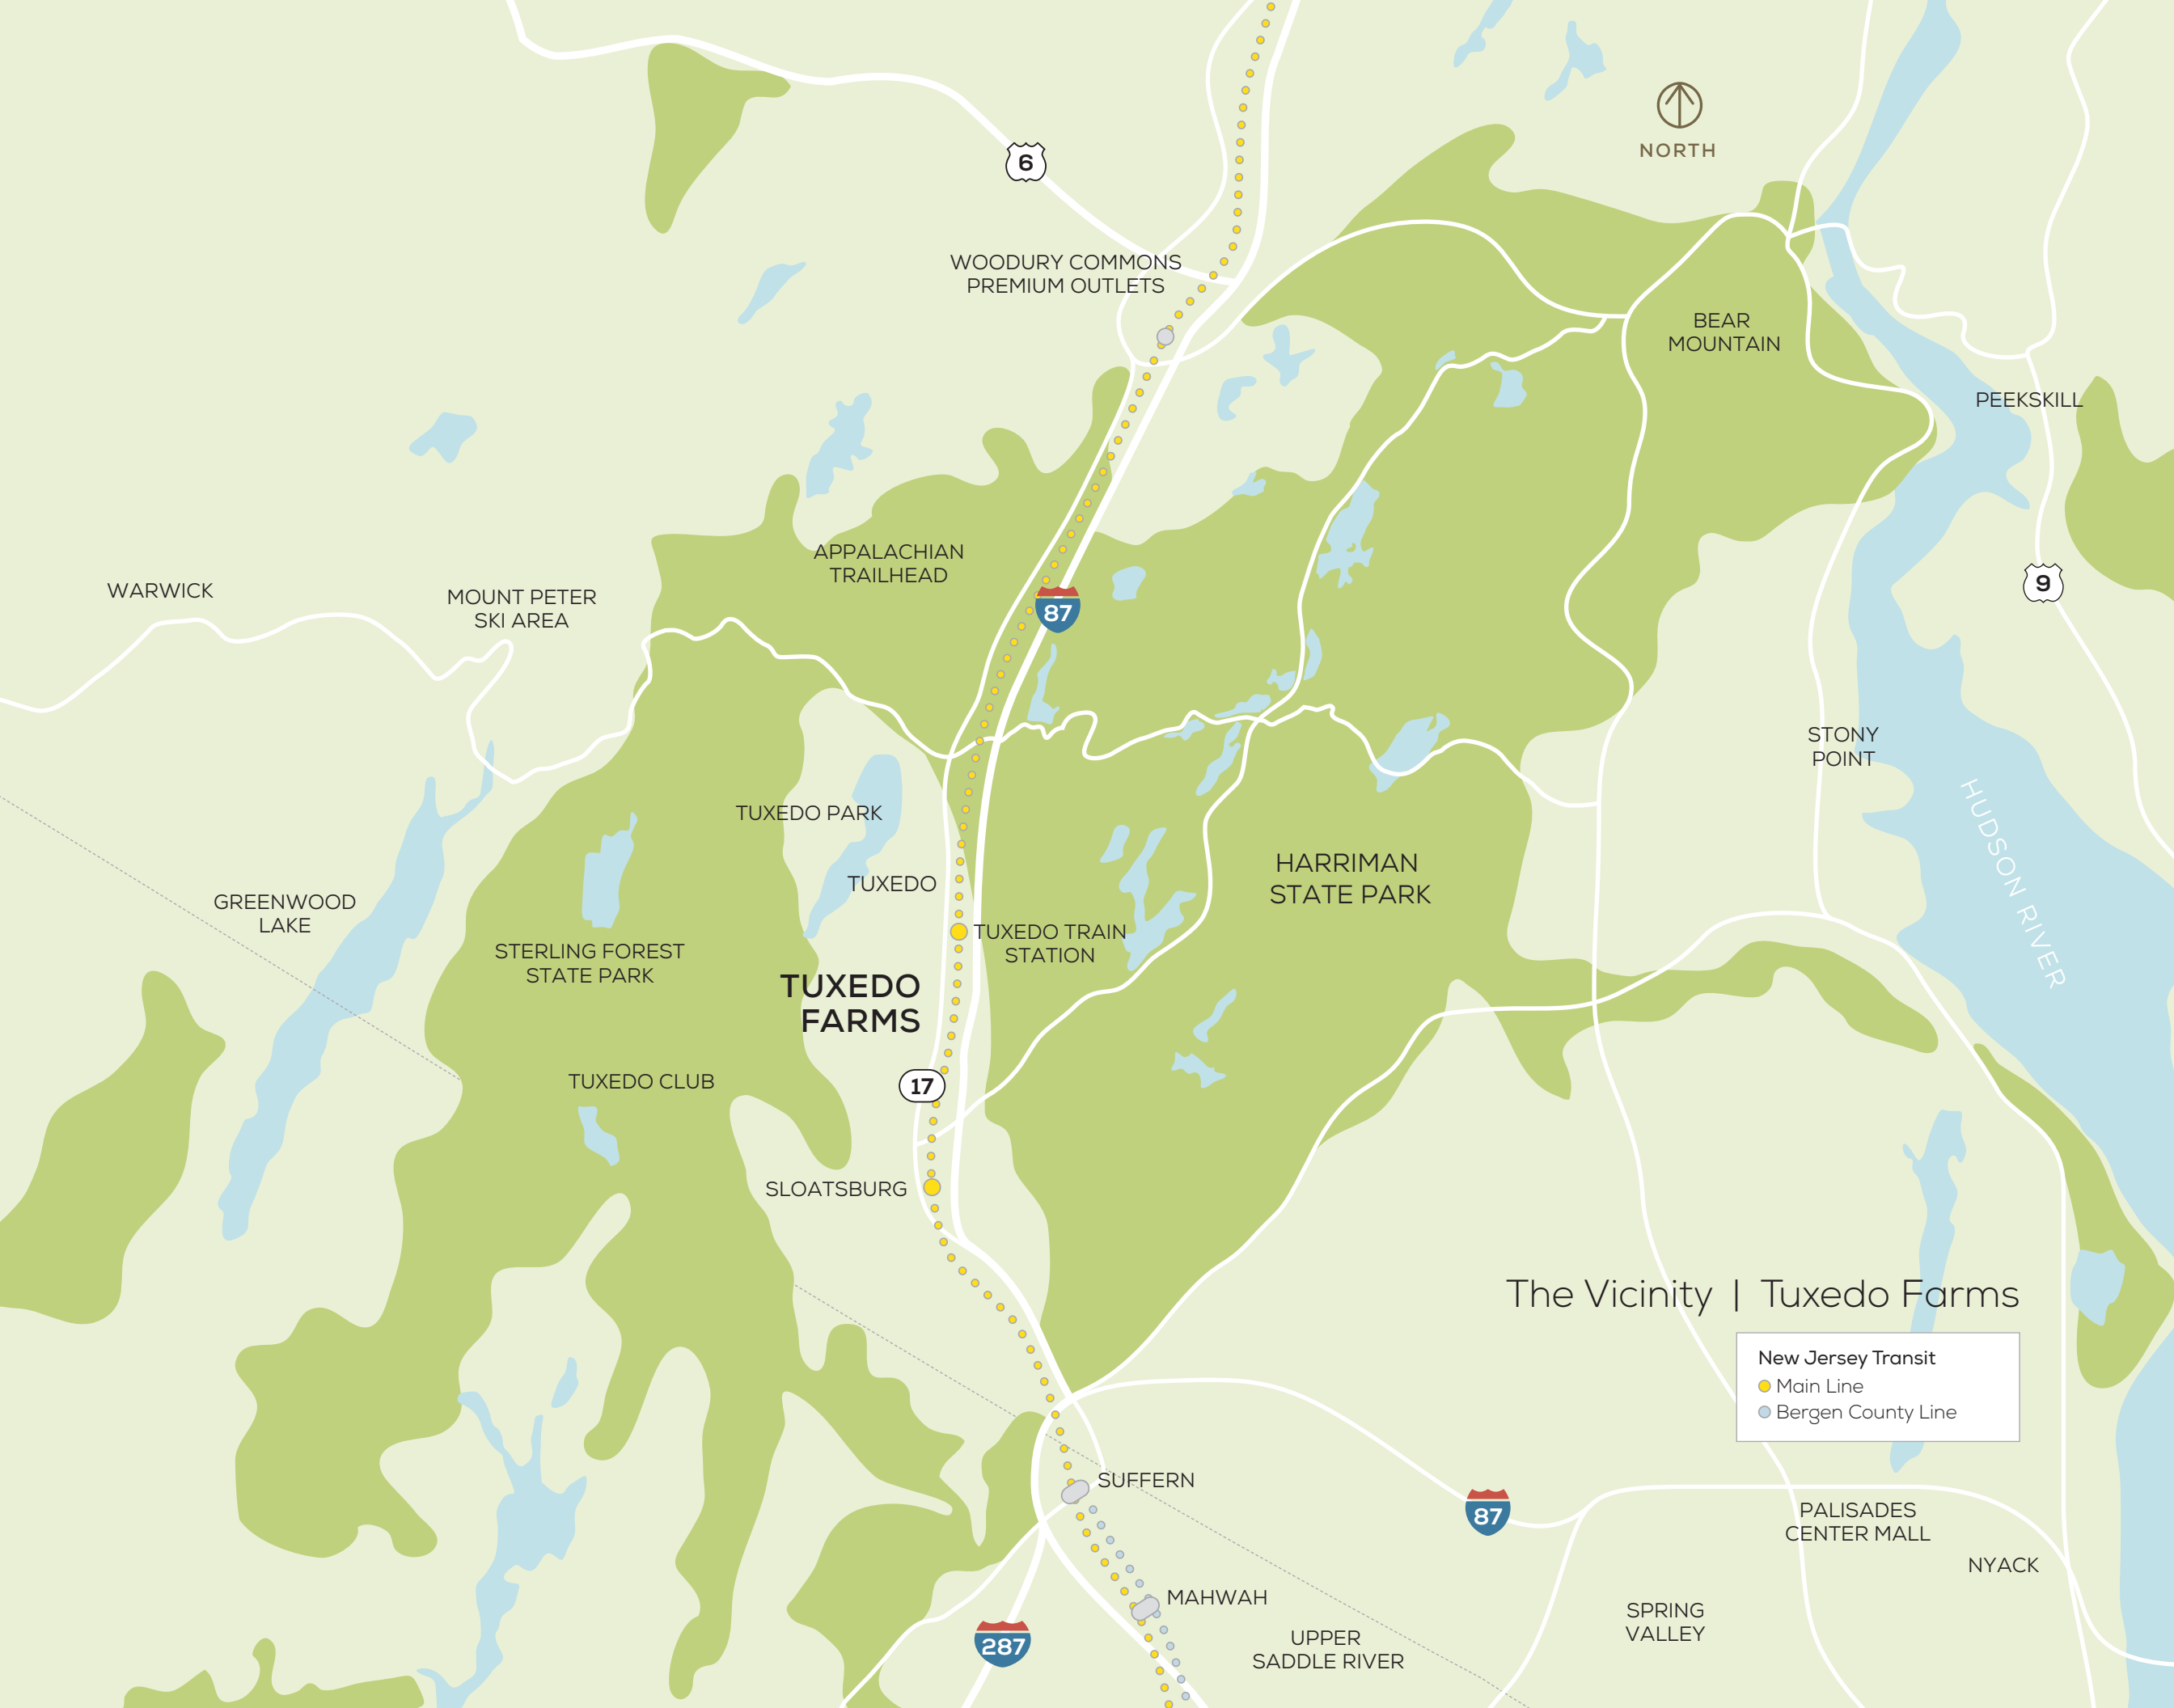 NORTH
6
WOODURY COMMONS
PREMIUM OUTLETS
BEAR
MOUNTAIN
PEEKSKILL
APPALACHIAN
TRAILHEAD
WARWICK
MOUNT PETER
SKI AREA
87
9
STONY
POINT
TUXEDO PARK
HUDSON RIVER
HARRIMAN
STATE PARK
TUXEDO
GREENWOOD
LAKE
TUXEDO TRAIN
STATION
STERLING FOREST
STATE PARK
TUXEDO
FARMS
TUXEDO CLUB
17
SLOATSBURG
The Vicinity | Tuxedo Farms
New Jersey Transit
Main Line
Bergen County Line
SUFFERN
87
PALISADES
CENTER MALL
NYACK
MAHWAH
SPRING
VALLEY
287
UPPER
SADDLE RIVER